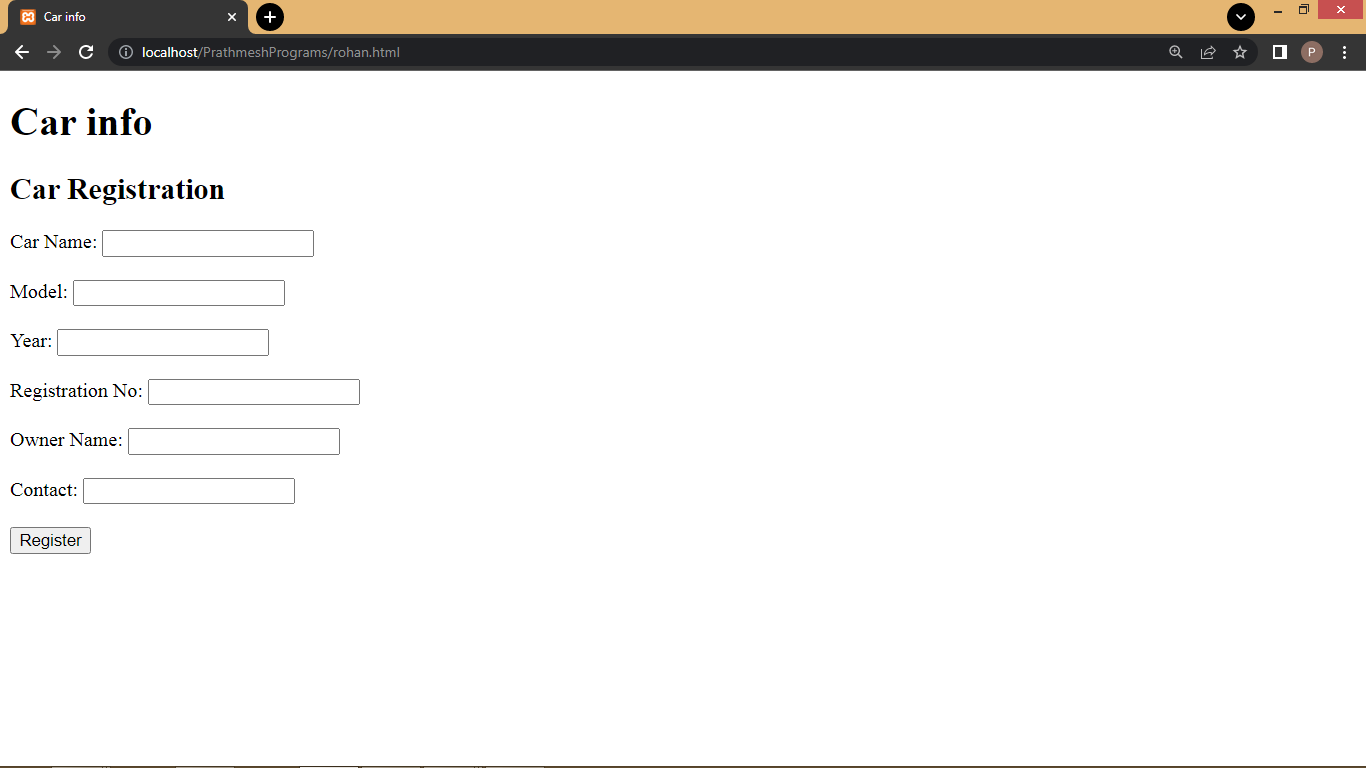 Car info
localhost/PrathmeshPrograms/rohan.html
P
Car info
Car Registration
Car Name:
Model:
Year:
Registration No:
Owner Name:
Contact:
Register